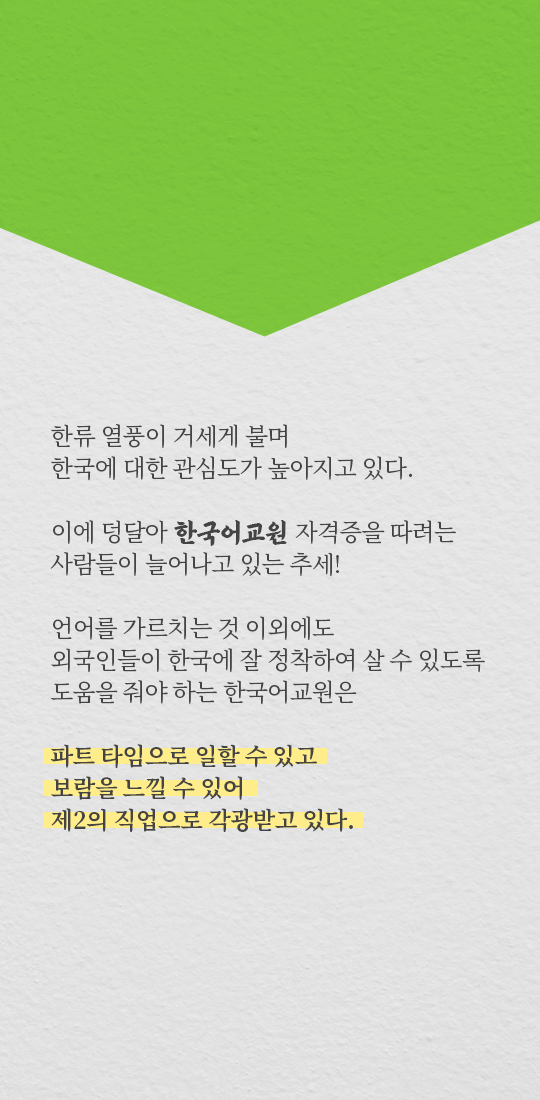 한류 열풍이 거세게 불며
한국에 대한 관심도가 높아지고 있다.
이에 덩달아 한국어교원 자격증을 따려는
사람들이 늘어나고 있는 추세!
언어를 가르치는 것 이외에도
외국인들이 한국에 잘 정착하여 살 수 있도록
도움을 줘야 하는 한국어교원은
파트 타임으로 일할 수 있고
보람을 느낄 수 있어
제2의 직업으로 각광받고 있다.